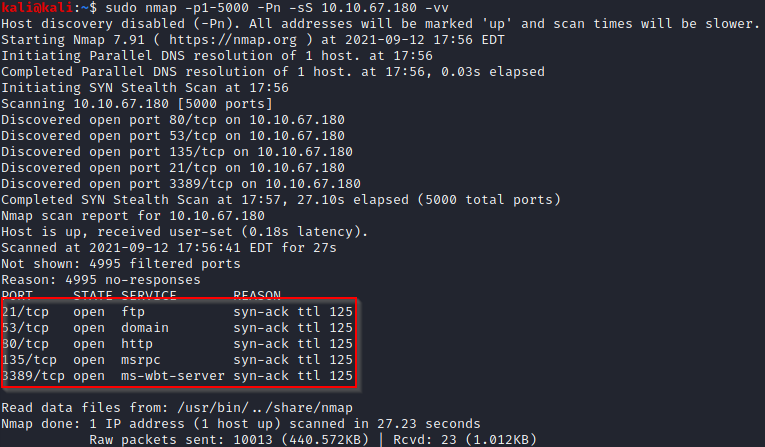 kali@kali:~$ sudo nmap -p1-5000 -Pn -sS 10.10.67.180 -vv
Host discovery disabled (-Pn). All addresses will be marked 'up' and scan times will be slower.
Starting Nmap 7.91 ( https://nmap.org ) at 2021-09-12 17:56 EDT
Initiating Parallel DNS resolution of 1 host. at 17:56
Completed Parallel DNS resolution of 1 host. at 17:56, 0.03s elapsed
Initiating SYN Stealth Scan at 17:56
Scanning 10.10.67.180 [5000 ports]
Discovered open port 80/tcp on 10.10.67.180
Discovered open port 53/tcp on 10.10.67.180
Discovered open port 135/tcp on 10.10.67.180
Discovered open port 21/tcp on 10.10.67.180
Discovered open port 3389/tcp on 10.10.67.180
Completed SYN Stealth Scan at 17:57, 27.10s elapsed (5000 total ports)
Nmap scan report for 10.10.67.180
Host is up, received user-set (0.18s latency).
Scanned at 2021-09-12 17:56:41 EDT for 27s
Not shown: 4995 filtered ports
Reason: 4995 no-responses
PORT     STATE SERVICE       REASON
21/tcp   open  ftp           syn-ack ttl 125
53/tcp   open  domain        syn-ack ttl 125
80/tcp   open  http          syn-ack ttl 125
135/tcp  open  msrpc         syn-ack ttl 125
3389/tcp open  ms-wbt-server syn-ack ttl 125
Read data files from: /usr/bin/../share/nmap
Nmap done: 1 IP address (1 host up) scanned in 27.23 seconds
Raw packets sent: 10013 (440.572KB) | Rcvd: 23 (1.012KB)